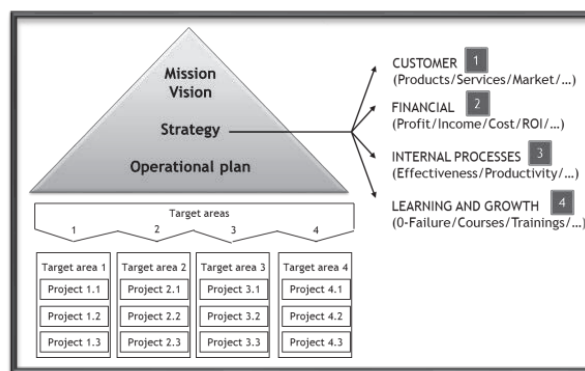 Mission
Vision
Strategy
Operational plan
CUSTOMER 1
(Products/Services/Market/...)
FINANCIAL 2
(Profit/Income/Cost/ROI/...)
INTERNAL PROCESSES 3
(Effectiveness/Productivity/...)
LEARNING AND GROWTH 4
(0-Failure/Courses/Trainings/...)
Target areas
1 2 3 4
Target area 1 Target area 2 Target area 3 Target area 4
Project 1.1 Project 2.1 Project 3.1 Project 4.1
Project 1.2 Project 2.2 Project 3.2 Project 4.2
Project 1.3 Project 2.3 Project 3.3 Project 4.3